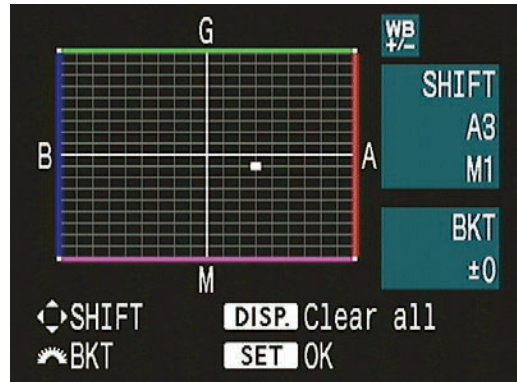 G
WB
+/-
SHIFT
A3
M1
B
A
BKT
±0
M
SHIFT
DISP. Clear all
BKT
SET OK